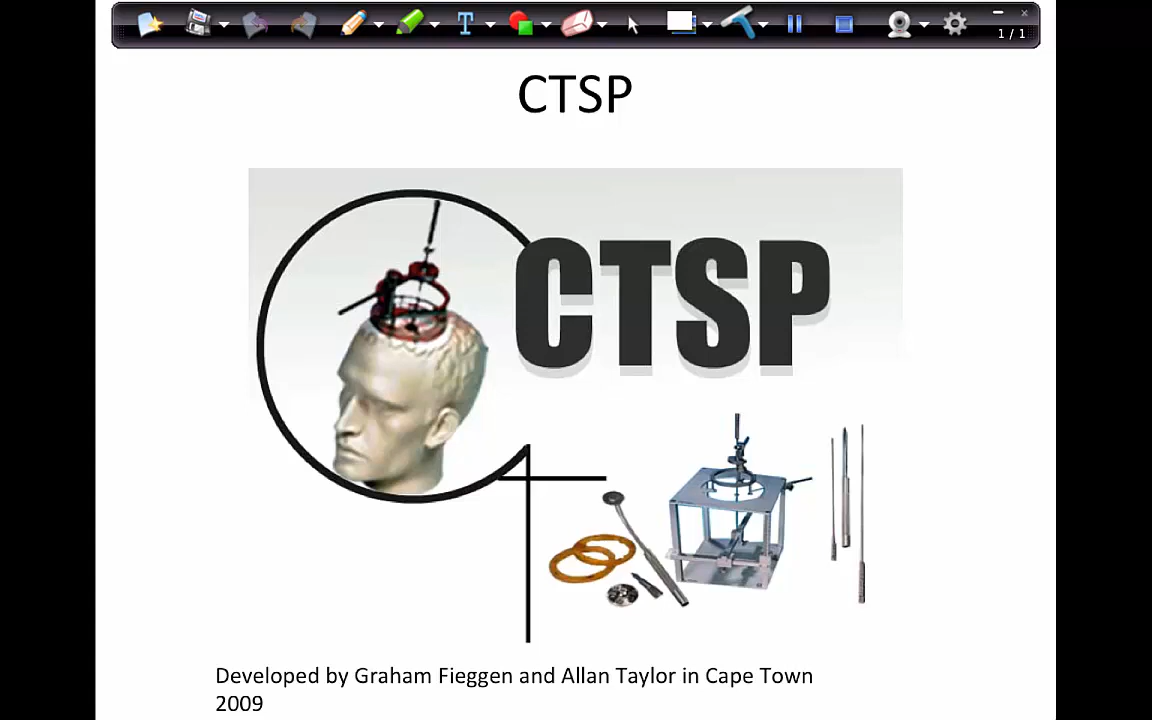 1 / 1
CTSP
CTSP
Developed by Graham Fieggen and Allan Taylor in Cape Town
2009